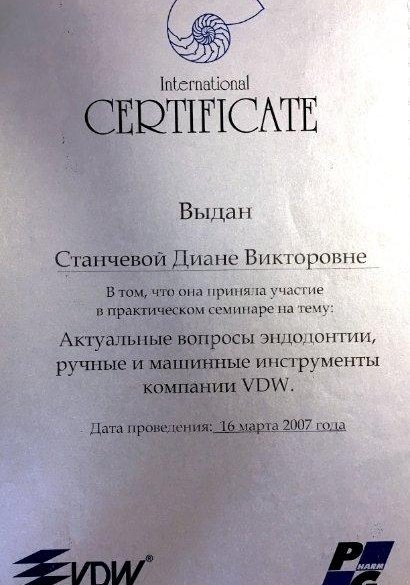 International
CERTIFICATE
Выдан
Станчевой Диане Викторовне
В том, что она приняла участие
в практическом семинаре на тему:
Актуальные вопросы эндодонтии,
ручные и машинные инструменты
компании VDW.
Дата проведения: 16 марта 2007 года
VDW®
PHARM
G